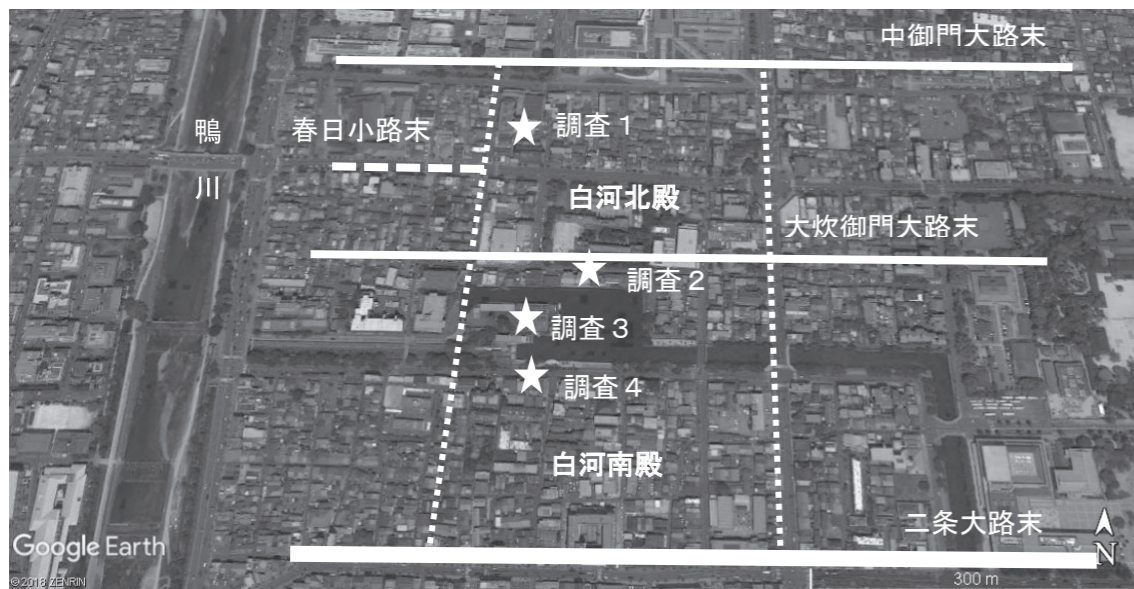 中御門大路末
調査1
鴨川
春日小路末
白河北殿
大炊御門大路末
調査2
調査3
調査4
白河南殿
二条大路末
N
Google Earth
©2018 ZENRIN
300 m